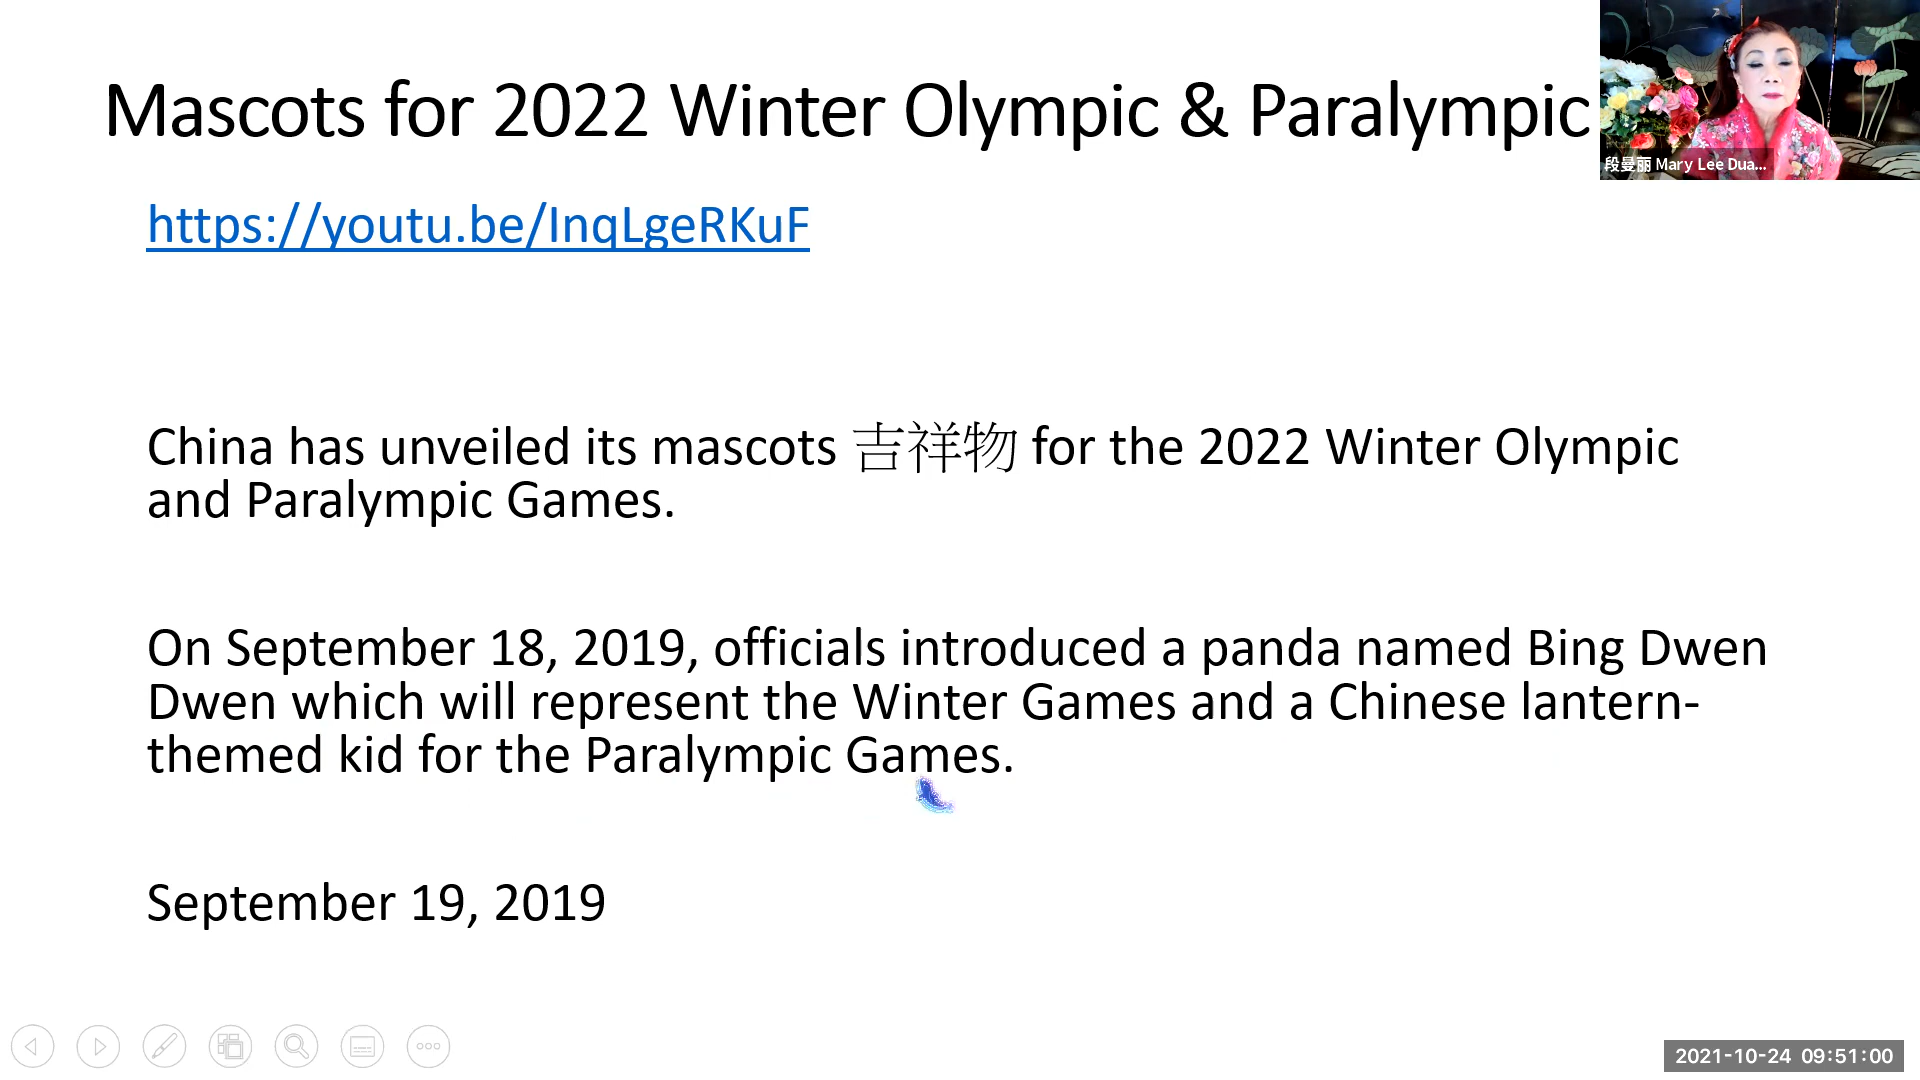 Mascots for 2022 Winter Olympic & Paralympic
段曼丽 Mary Lee Dua...
https://youtu.be/InqLgeRKuF
China has unveiled its mascots 吉祥物 for the 2022 Winter Olympic
and Paralympic Games.
On September 18, 2019, officials introduced a panda named Bing Dwen
Dwen which will represent the Winter Games and a Chinese lantern-
themed kid for the Paralympic Games.
September 19, 2019
2021-10-24 09:51:00